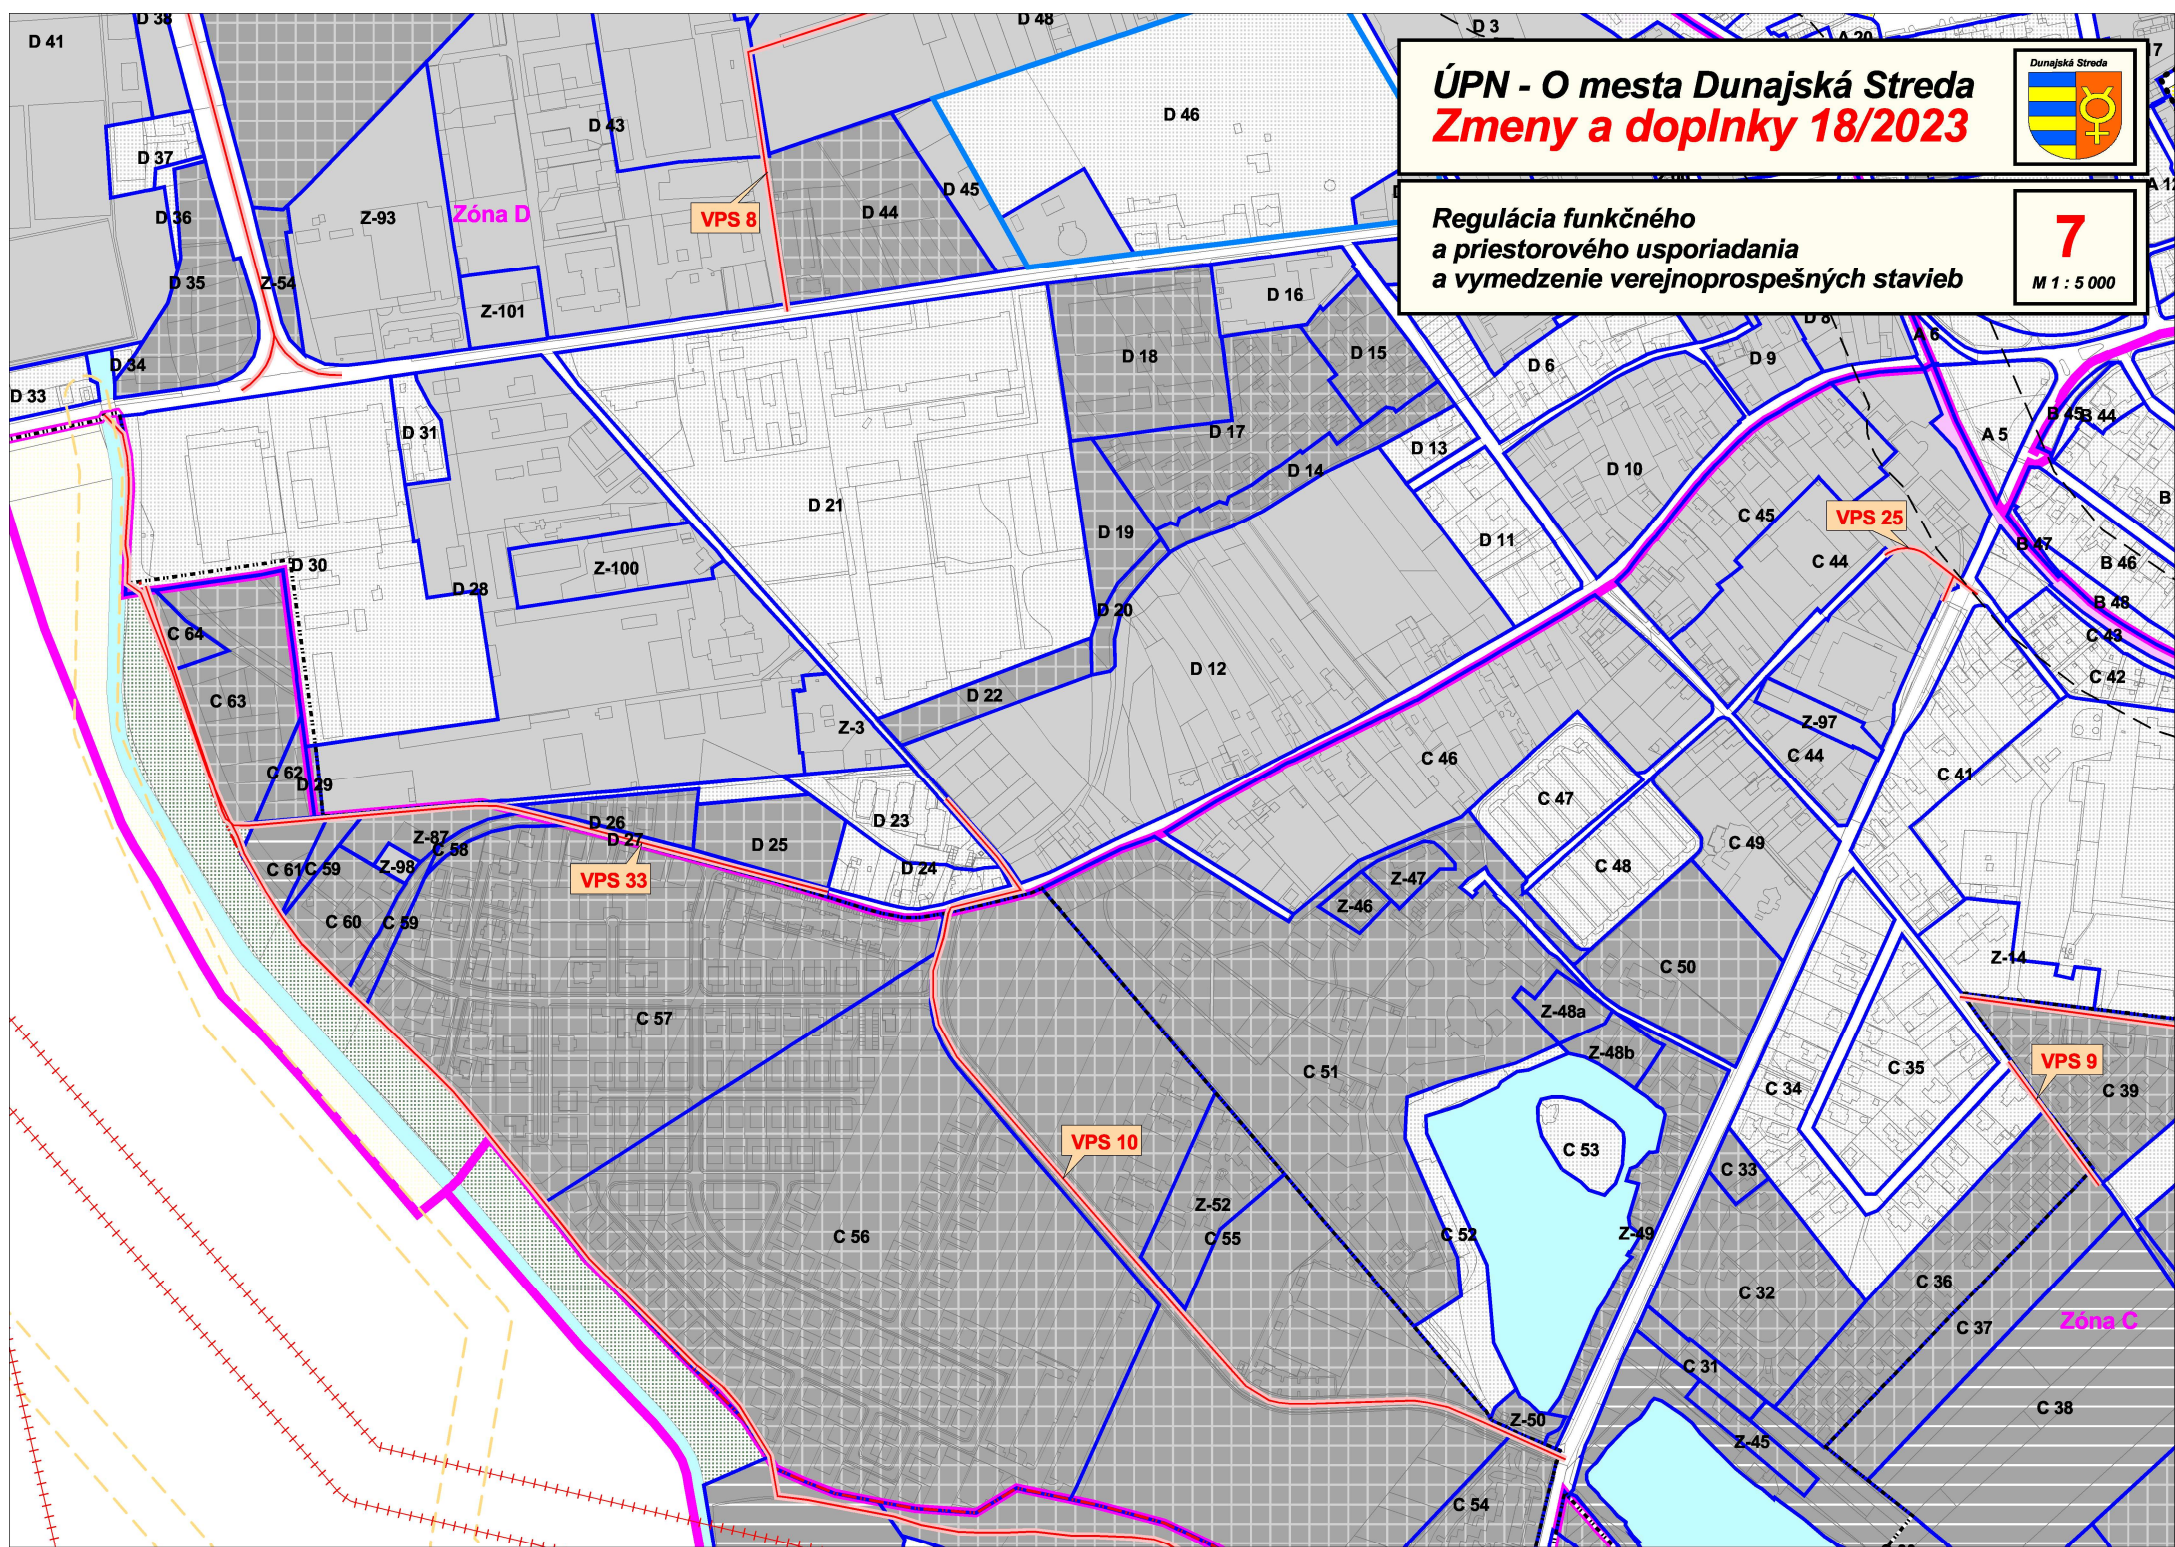 ÚPN - O mesta Dunajská Streda
Zmeny a doplnky 18/2023
Dunajská Streda
Regulácia funkčného
a priestorového usporiadania
a vymedzenie verejnoprospešných stavieb
7
M 1 : 5 000
D 41
D 38
D 48
D 3
A 20
D 43
D 46
D 37
D 45
D 36
Z-93
Zóna D
VPS 8
D 44
D 35
Z-54
Z-101
D 16
D 8
A 6
D 34
D 18
D 15
D 6
D 9
D 33
D 31
D 17
D 13
B 45
B 44
A 5
D 14
D 10
D 21
C 45
VPS 25
D 19
D 11
B 47
D 30
Z-100
D 28
C 44
B 46
D 20
B 48
C 64
C 43
D 12
C 42
C 63
D 22
Z-3
Z-97
C 46
C 44
C 62
D 29
C 41
C 47
D 26
D 23
Z-87
D 27
C 58
D 25
C 49
C 61
C 59
Z-98
VPS 33
D 24
C 48
Z-47
Z-46
C 60
C 59
C 50
Z-14
C 57
Z-48a
Z-48b
C 51
C 35
VPS 9
C 34
C 39
VPS 10
C 53
C 33
Z-52
C 56
C 55
C 52
Z-49
C 36
C 32
Zóna C
C 37
C 31
C 38
Z-50
Z-45
C 54